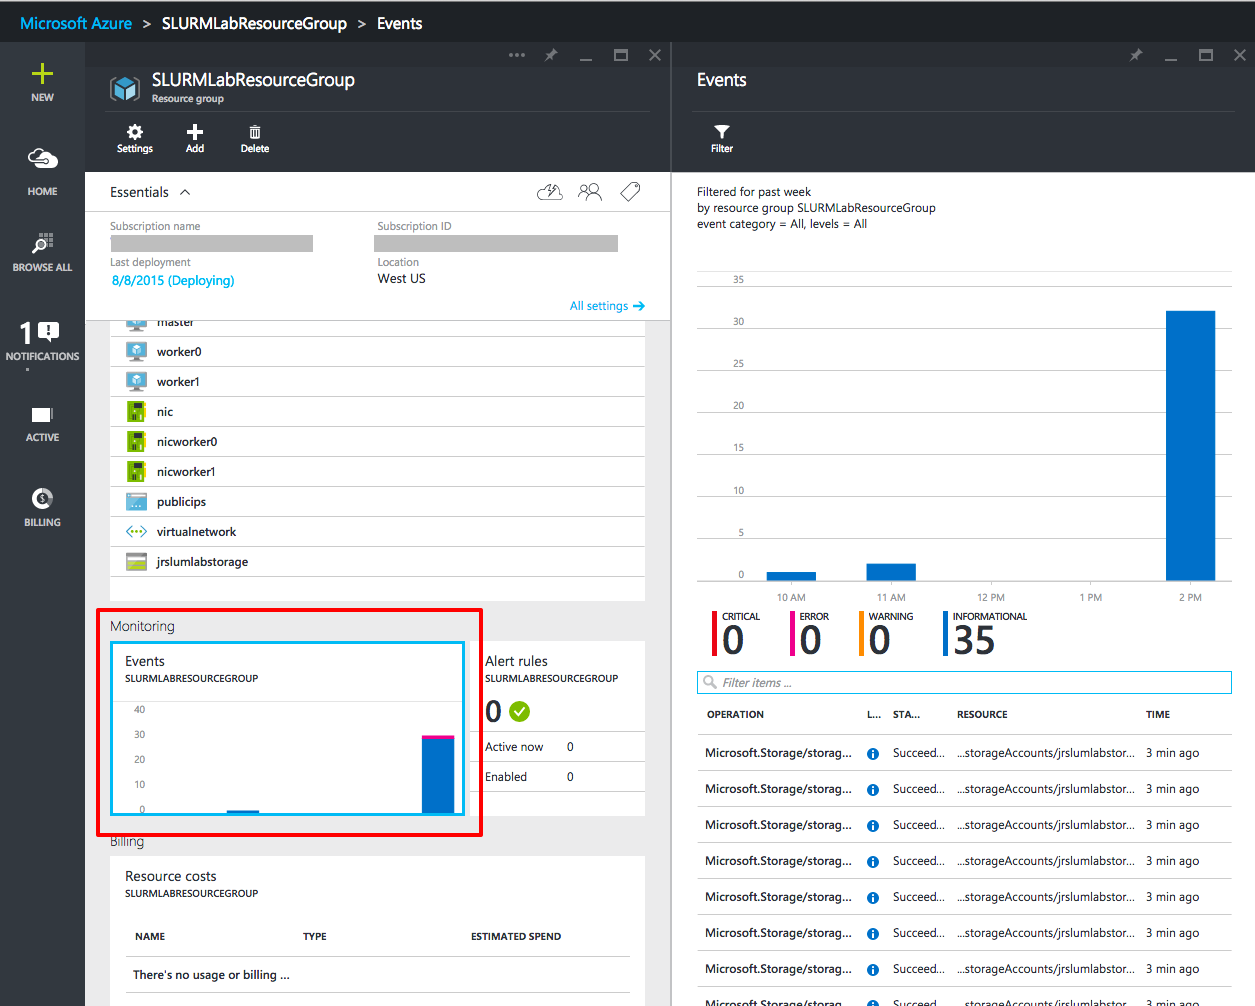 Microsoft Azure > SLURMLabResourceGroup > Events
NEW
HOME
BROWSE ALL
1
NOTIFICATIONS
ACTIVE
BILLING
SLURMLabResourceGroup
Resource group
Settings Add Delete
Essentials
Subscription name Subscription ID
Last deployment Location
8/8/2015 (Deploying) West US
All settings →
master
worker0
worker1
nic
nicworker0
nicworker1
publicips
virtualnetwork
jrslumlabstorage
Monitoring
Events
SLURMLABRESOURCEGROUP
40
30
20
10
0
Alert rules
SLURMLABRESOURCEGROUP
0
Active now 0
Enabled 0
Billing
Resource costs
SLURMLABRESOURCEGROUP
NAME TYPE ESTIMATED SPEND
There's no usage or billing ...
Events
Filter
Filtered for past week
by resource group SLURMLabResourceGroup
event category = All, levels = All
35
30
25
20
15
10
5
0
10 AM 11 AM 12 PM 1 PM 2 PM
CRITICAL ERROR WARNING INFORMATIONAL
0 0 0 35
Filter items ...
OPERATION L... STA... RESOURCE TIME
Microsoft.Storage/storag... Succeed... ...storageAccounts/jrslumlabstor... 3 min ago
Microsoft.Storage/storag... Succeed... ...storageAccounts/jrslumlabstor... 3 min ago
Microsoft.Storage/storag... Succeed... ...storageAccounts/jrslumlabstor... 3 min ago
Microsoft.Storage/storag... Succeed... ...storageAccounts/jrslumlabstor... 3 min ago
Microsoft.Storage/storag... Succeed... ...storageAccounts/jrslumlabstor... 3 min ago
Microsoft.Storage/storag... Succeed... ...storageAccounts/jrslumlabstor... 3 min ago
Microsoft.Storage/storag... Succeed... ...storageAccounts/jrslumlabstor... 3 min ago
Microsoft.Storage/storag... Succeed... ...storageAccounts/jrslumlabstor... 3 min ago